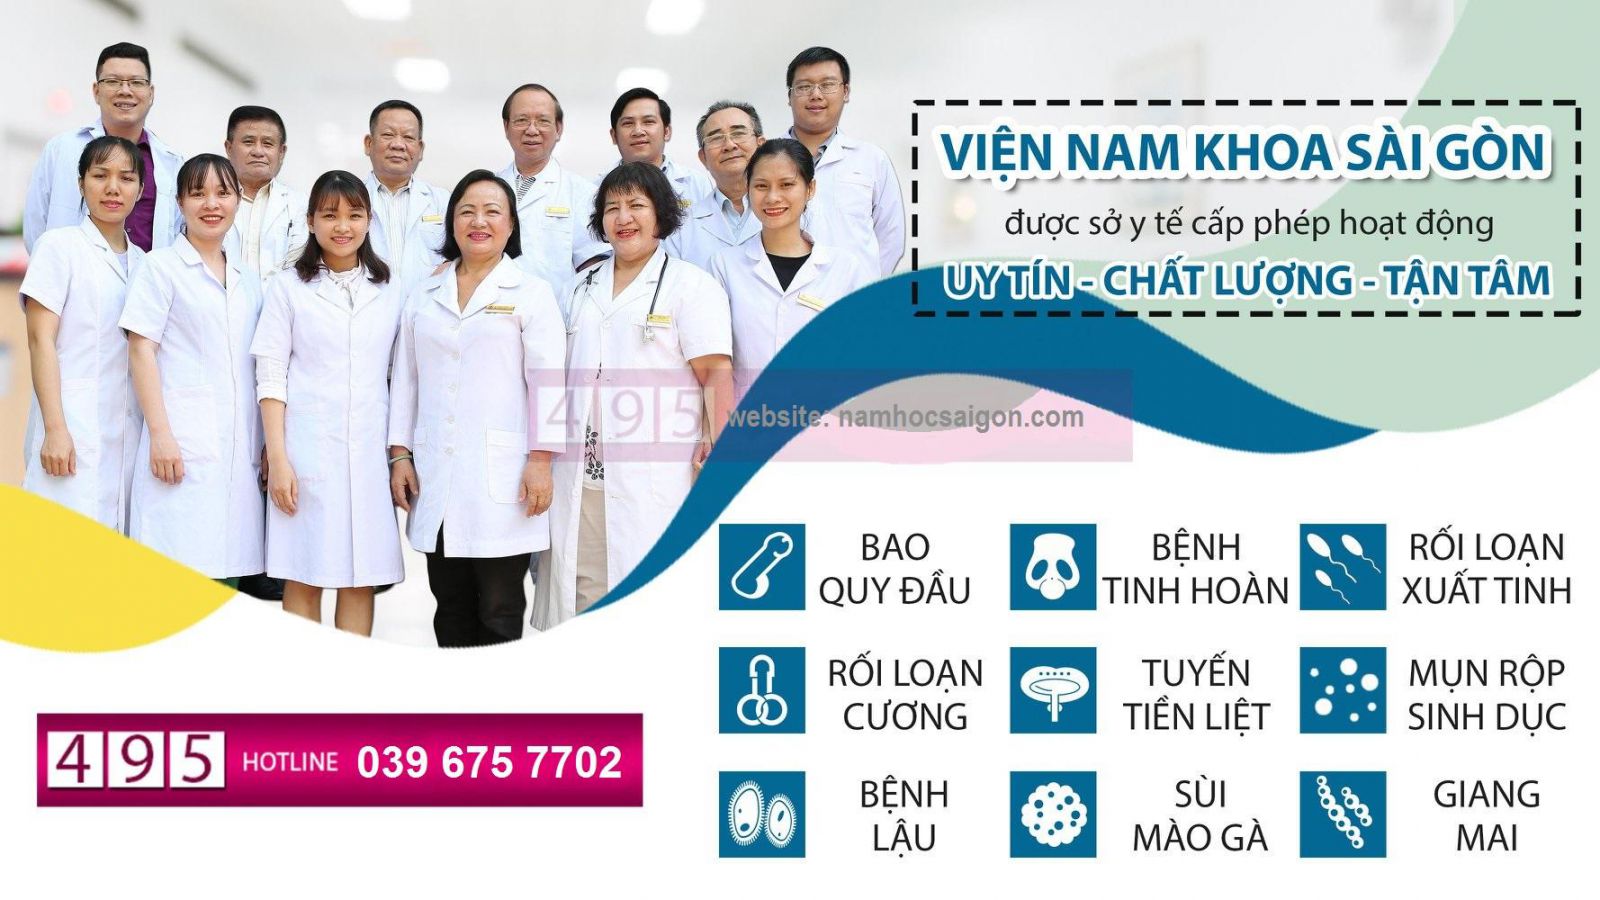 VIỆN NAM KHOA SÀI GÒN
được sở y tế cấp phép hoạt động
UY TÍN - CHẤT LƯỢNG - TẬN TÂM
495 website: namhocsaigon.com
BAO
QUY ĐẦU
BỆNH
TINH HOÀN
RỐI LOẠN
XUẤT TINH
RỐI LOẠN
CƯƠNG
TUYẾN
TIỀN LIỆT
MỤN RỘP
SINH DỤC
BỆNH
LẬU
SÙI
MÀO GÀ
GIANG
MAI
495 HOTLINE 039 675 7702